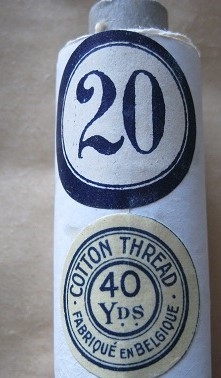 20
COTTON THREAD
40
YDS
FABRIQUÉ EN BELGIQUE